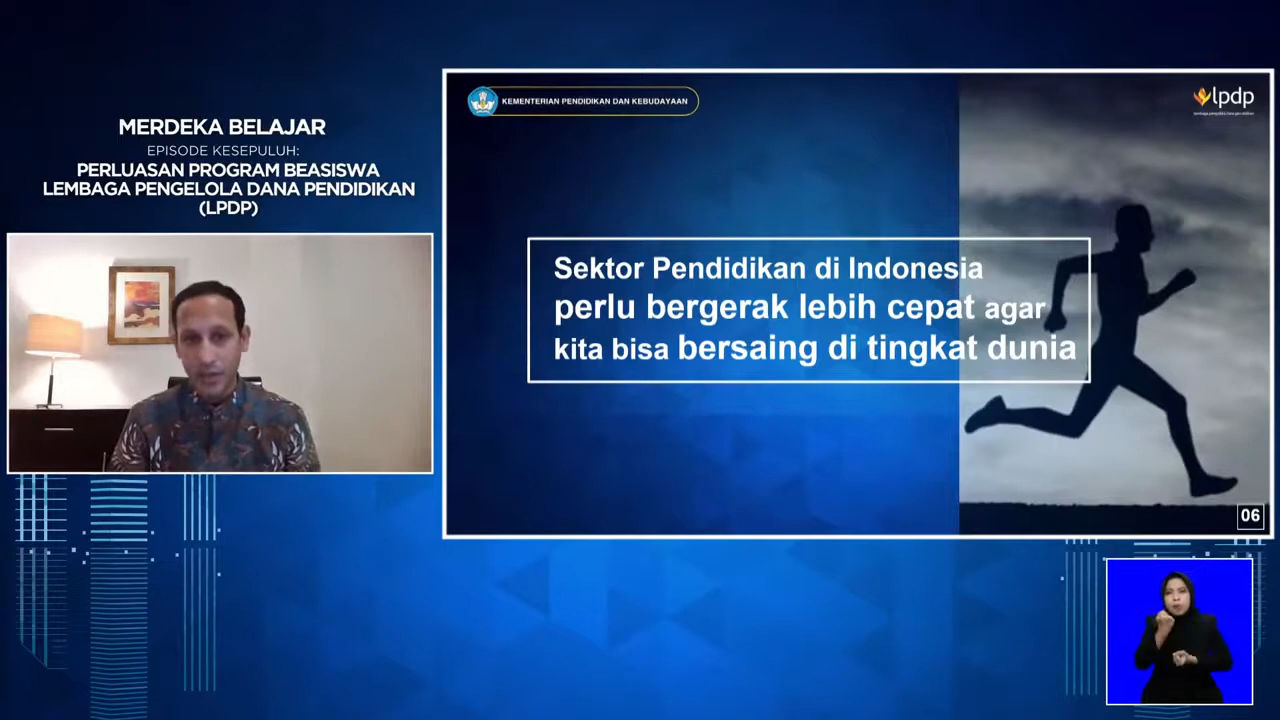 MERDEKA BELAJAR
EPISODE KESEPULUH:
PERLUASAN PROGRAM BEASISWA
LEMBAGA PENGELOLA DANA PENDIDIKAN
(LPDP)
KEMENTERIAN PENDIDIKAN DAN KEBUDAYAAN
lpdp
Sektor Pendidikan di Indonesia
perlu bergerak lebih cepat agar
kita bisa bersaing di tingkat dunia
06